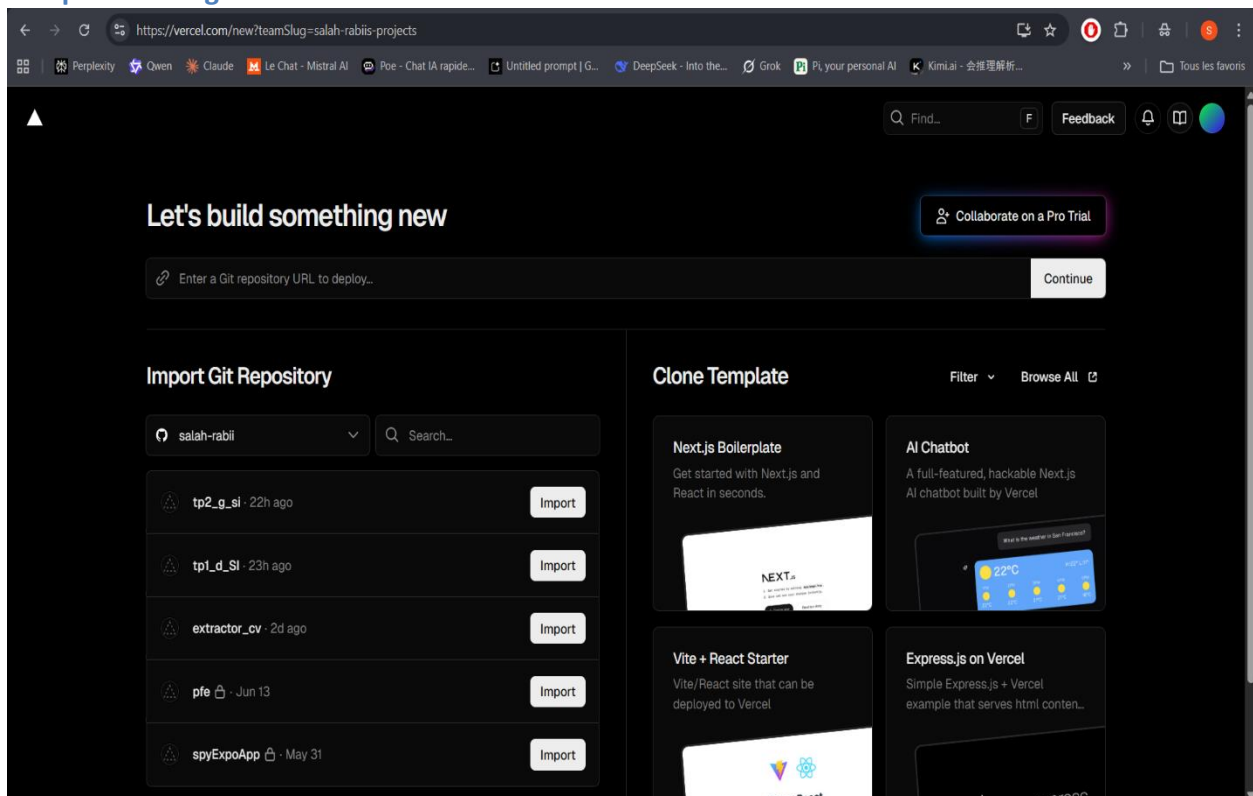 https://vercel.com/new?teamSlug=salah-rabiis-projects
Perplexity Qwen Claude Le Chat - Mistral AI Poe - Chat IA rapide... Untitled prompt | G... DeepSeek - Into the... Grok Pi, your personal AI Kimi.ai - 会推理解析... » Tous les favoris
Find... F Feedback
Let's build something new
Collaborate on a Pro Trial
Enter a Git repository URL to deploy...
Continue
Import Git Repository
salah-rabii
Search...
tp2_g_si · 22h ago
Import
tp1_d_SI · 23h ago
Import
extractor_cv · 2d ago
Import
pfe · Jun 13
Import
spyExpoApp · May 31
Import
Clone Template
Filter
Browse All
Next.js Boilerplate
Get started with Next.js and
React in seconds.
NEXT.js
AI Chatbot
A full-featured, hackable Next.js
AI chatbot built by Vercel
What is the weather in San Francisco?
22°C
Vite + React Starter
Vite/React site that can be
deployed to Vercel
Express.js on Vercel
Simple Express.js + Vercel
example that serves html conten...